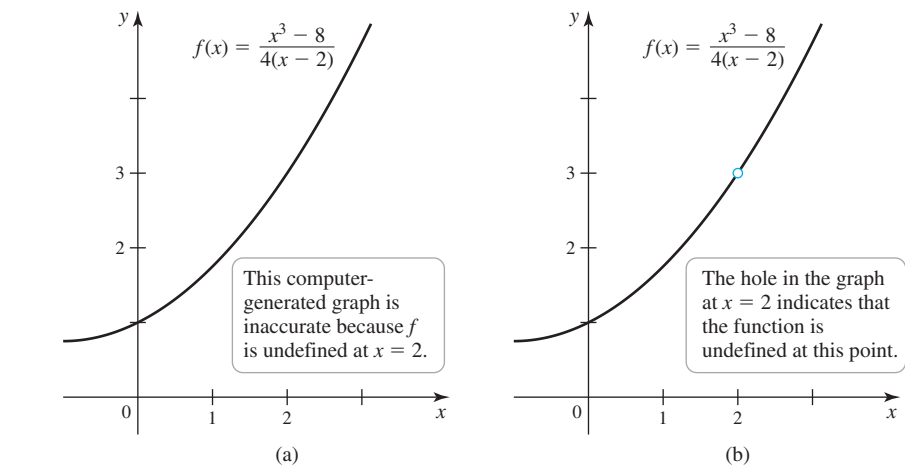 y
f(x) = x³ − 8 / 4(x − 2)
3
2
This computer-
generated graph is
inaccurate because f
is undefined at x = 2.
0
1
2
x
(a)
y
f(x) = x³ − 8 / 4(x − 2)
3
2
The hole in the graph
at x = 2 indicates that
the function is
undefined at this point.
0
1
2
x
(b)